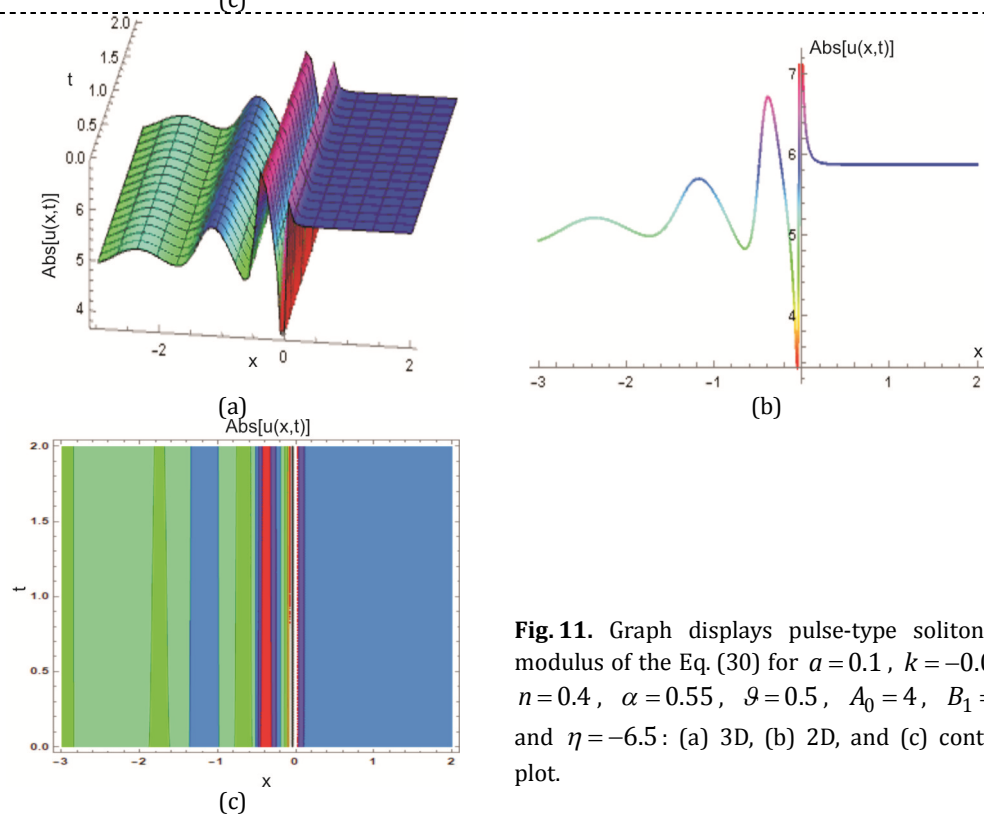 (c)
2.0
1.5
t
1.0
0.5
0.0
Abs[u(x,t)]
6
5
4
−2
x
0
2
(a)
Abs[u(x,t)]
7
6
5
4
x
-3
-2
-1
0
1
2
(b)
Abs[u(x,t)]
2.0
1.5
t
1.0
0.5
0.0
−3
−2
−1
0
1
2
x
(c)
Fig. 11. Graph displays pulse-type soliton
modulus of the Eq. (30) for a = 0.1 , k = −0.0
n = 0.4 , α = 0.55 , ϑ = 0.5 , A₀ = 4 , B₁ =
and η = −6.5 : (a) 3D, (b) 2D, and (c) cont
plot.